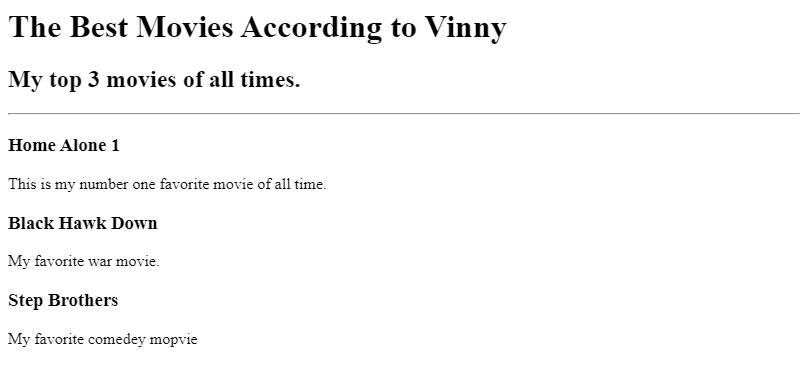 The Best Movies According to Vinny
My top 3 movies of all times.
Home Alone 1
This is my number one favorite movie of all time.
Black Hawk Down
My favorite war movie.
Step Brothers
My favorite comedey mopvie